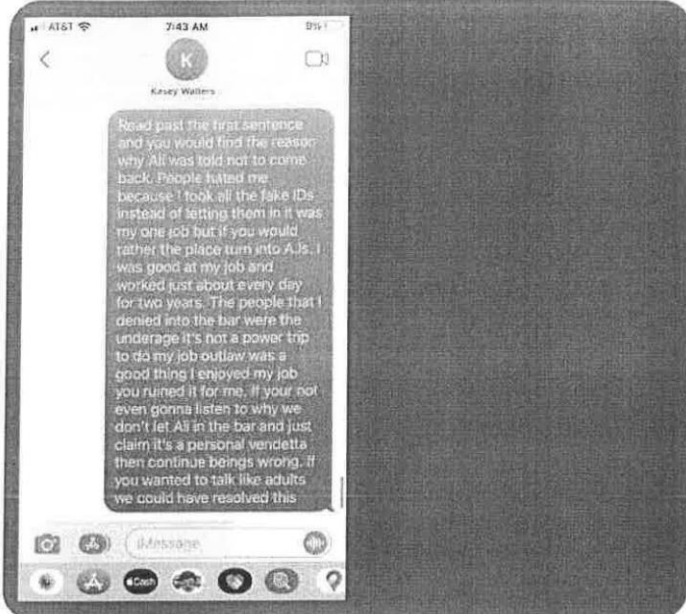 AT&T
7:43 AM
9%
K
Kasey Walters
Read past the first sentence
and you would find the reason
why Ali was told not to come
back. People hated me
because I took all the fake IDs
instead of letting them in it was
my one job but if you would
rather the place turn into AJs. I
was good at my job and
worked just about every day
for two years. The people that I
denied into the bar were the
underage it's not a power trip
to do my job outlaw was a
good thing I enjoyed my job
you ruined it for me. If your not
even gonna listen to why we
don't let Ali in the bar and just
claim it's a personal vendetta
then continue beings wrong. If
you wanted to talk like adults
we could have resolved this
iMessage
Cash